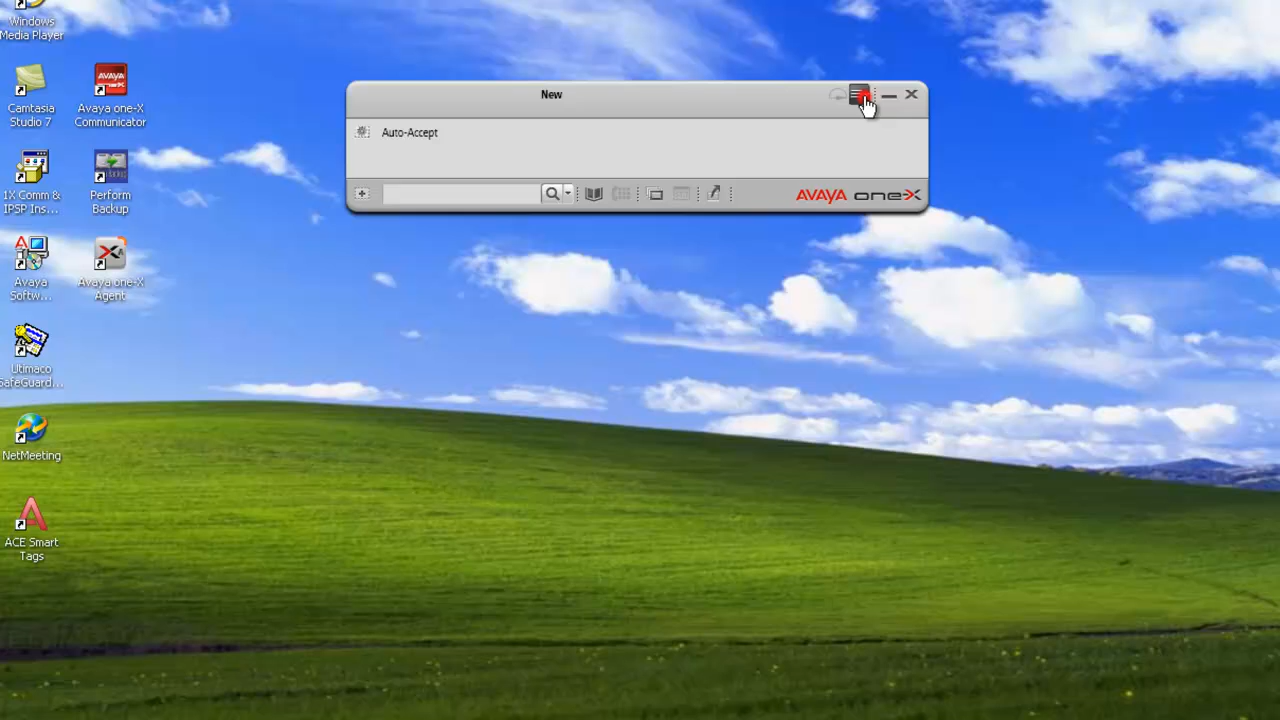 Windows
Media Player
Camtasia
Studio 7
AVAYA
Avaya one-X
Communicator
1X Comm &
IPSP Ins...
Perform
Backup
Avaya
Softw...
Avaya one-X
Agent
Utimaco
SafeGuard...
NetMeeting
ACE Smart
Tags
New
Auto-Accept
AVAYA one-X